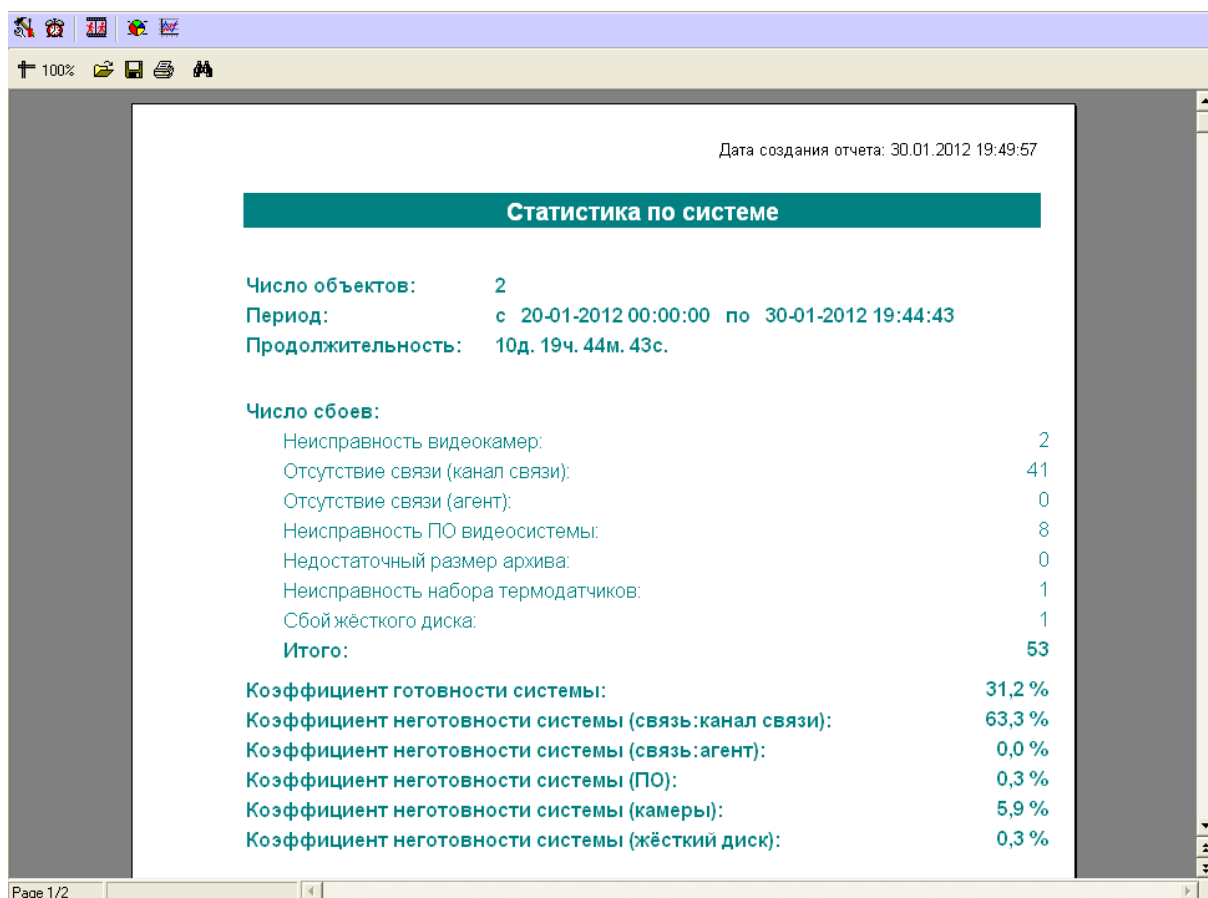 100%
Дата создания отчета: 30.01.2012 19:49:57
Статистика по системе
Число объектов: 2
Период: с 20-01-2012 00:00:00 по 30-01-2012 19:44:43
Продолжительность: 10д. 19ч. 44м. 43с.
Число сбоев:
Неисправность видеокамер: 2
Отсутствие связи (канал связи): 41
Отсутствие связи (агент): 0
Неисправность ПО видеосистемы: 8
Недостаточный размер архива: 0
Неисправность набора термодатчиков: 1
Сбой жёсткого диска: 1
Итого: 53
Коэффициент готовности системы: 31,2 %
Коэффициент неготовности системы (связь:канал связи): 63,3 %
Коэффициент неготовности системы (связь:агент): 0,0 %
Коэффициент неготовности системы (ПО): 0,3 %
Коэффициент неготовности системы (камеры): 5,9 %
Коэффициент неготовности системы (жёсткий диск): 0,3 %
Page 1/2